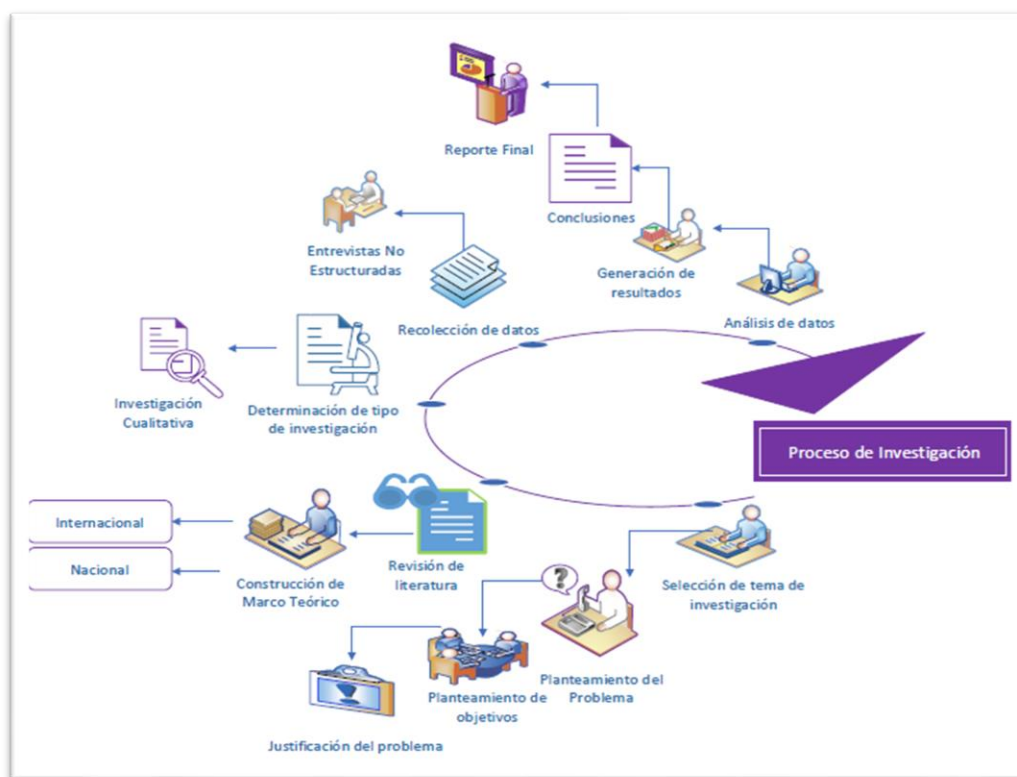 Reporte Final
Conclusiones
Entrevistas No
Estructuradas
Generación de
resultados
Recolección de datos
Análisis de datos
Investigación
Cualitativa
Determinación de tipo
de investigación
Proceso de Investigación
Internacional
Nacional
Construcción de
Marco Teórico
Revisión de
literatura
Selección de tema de
investigación
Planteamiento del
Problema
Planteamiento de
objetivos
Justificación del problema